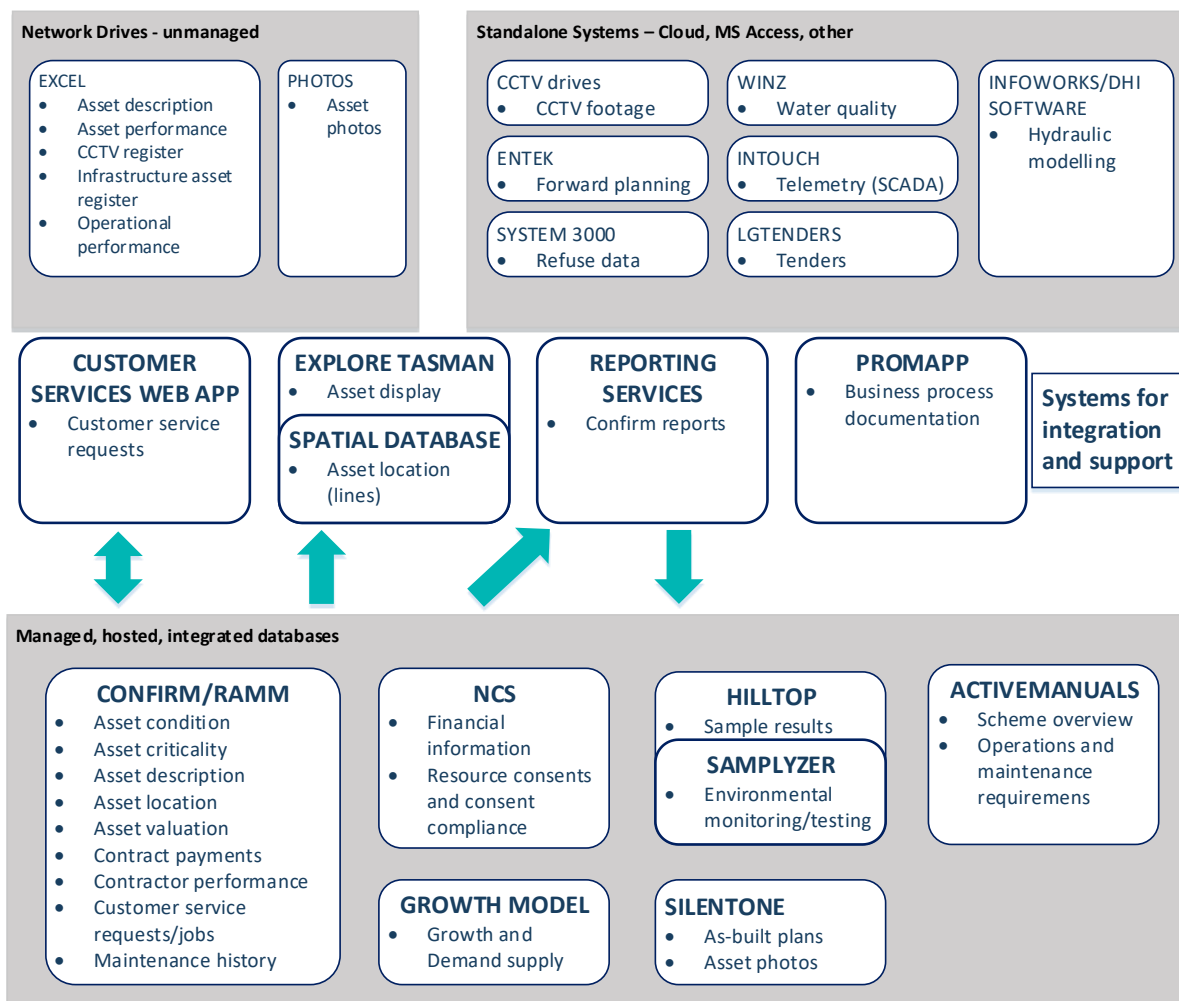 Network Drives - unmanaged
EXCEL
• Asset description
• Asset performance
• CCTV register
• Infrastructure asset
register
• Operational
performance
PHOTOS
• Asset
photos
Standalone Systems – Cloud, MS Access, other
CCTV drives
• CCTV footage
WINZ
• Water quality
INFOWORKS/DHI
SOFTWARE
• Hydraulic
modelling
ENTEK
• Forward planning
INTOUCH
• Telemetry (SCADA)
SYSTEM 3000
• Refuse data
LGTENDERS
• Tenders
CUSTOMER
SERVICES WEB APP
• Customer service
requests
EXPLORE TASMAN
• Asset display
SPATIAL DATABASE
• Asset location
(lines)
REPORTING
SERVICES
• Confirm reports
PROMAPP
• Business process
documentation
Systems for
integration
and support
Managed, hosted, integrated databases
CONFIRM/RAMM
• Asset condition
• Asset criticality
• Asset description
• Asset location
• Asset valuation
• Contract payments
• Contractor performance
• Customer service
requests/jobs
• Maintenance history
NCS
• Financial
information
• Resource consents
and consent
compliance
HILLTOP
• Sample results
SAMPLYZER
• Environmental
monitoring/testing
ACTIVEMANUALS
• Scheme overview
• Operations and
maintenance
requiremens
GROWTH MODEL
• Growth and
Demand supply
SILENTONE
• As-built plans
• Asset photos